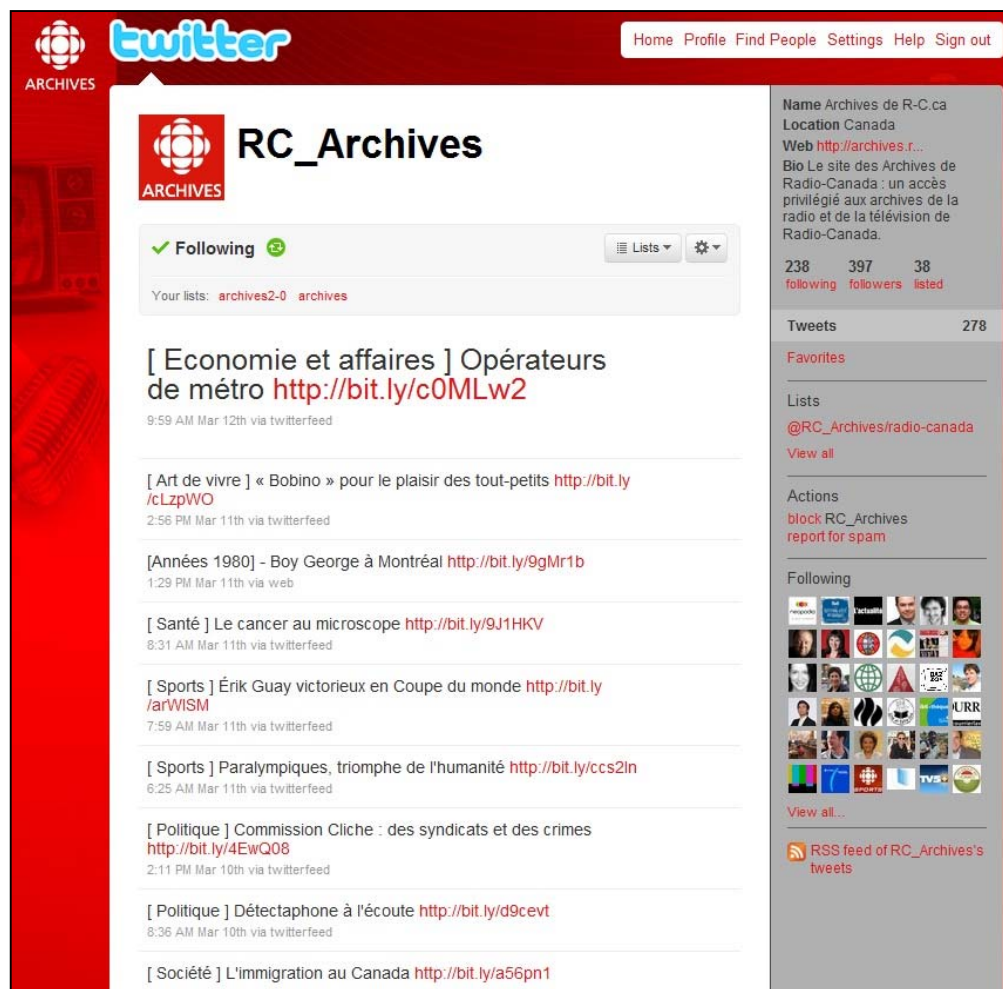 ARCHIVES
twitter
Home Profile Find People Settings Help Sign out
ARCHIVES
RC_Archives
Following
Lists
Your lists: archives2-0 archives
[ Economie et affaires ] Opérateurs
de métro http://bit.ly/c0MLw2
9:59 AM Mar 12th via twitterfeed
[ Art de vivre ] « Bobino » pour le plaisir des tout-petits http://bit.ly
/cLzpWO
2:56 PM Mar 11th via twitterfeed
[Années 1980] - Boy George à Montréal http://bit.ly/9gMr1b
1:29 PM Mar 11th via web
[ Santé ] Le cancer au microscope http://bit.ly/9J1HKV
8:31 AM Mar 11th via twitterfeed
[ Sports ] Érik Guay victorieux en Coupe du monde http://bit.ly
/arWlSM
7:59 AM Mar 11th via twitterfeed
[ Sports ] Paralympiques, triomphe de l'humanité http://bit.ly/ccs2ln
6:25 AM Mar 11th via twitterfeed
[ Politique ] Commission Cliche : des syndicats et des crimes
http://bit.ly/4EwQ08
2:11 PM Mar 10th via twitterfeed
[ Politique ] Détectaphone à l'écoute http://bit.ly/d9cevt
8:36 AM Mar 10th via twitterfeed
[ Société ] L'immigration au Canada http://bit.ly/a56pn1
Name Archives de R-C.ca
Location Canada
Web http://archives.r...
Bio Le site des Archives de
Radio-Canada : un accès
privilégié aux archives de la
radio et de la télévision de
Radio-Canada.
238 397 38
following followers listed
Tweets 278
Favorites
Lists
@RC_Archives/radio-canada
View all
Actions
block RC_Archives
report for spam
Following
L'actualité
OURR
SPORTS
TV5
View all...
RSS feed of RC_Archives's
tweets